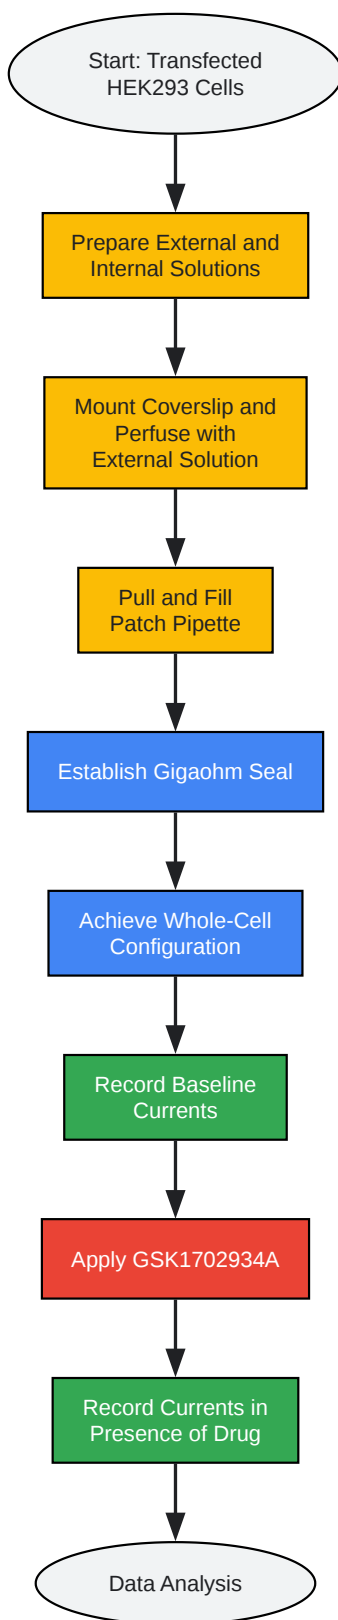 Start: Transfected
HEK293 Cells
Prepare External and
Internal Solutions
Mount Coverslip and
Perfuse with
External Solution
Pull and Fill
Patch Pipette
Establish Gigaohm Seal
Achieve Whole-Cell
Configuration
Record Baseline
Currents
Apply GSK1702934A
Record Currents in
Presence of Drug
Data Analysis